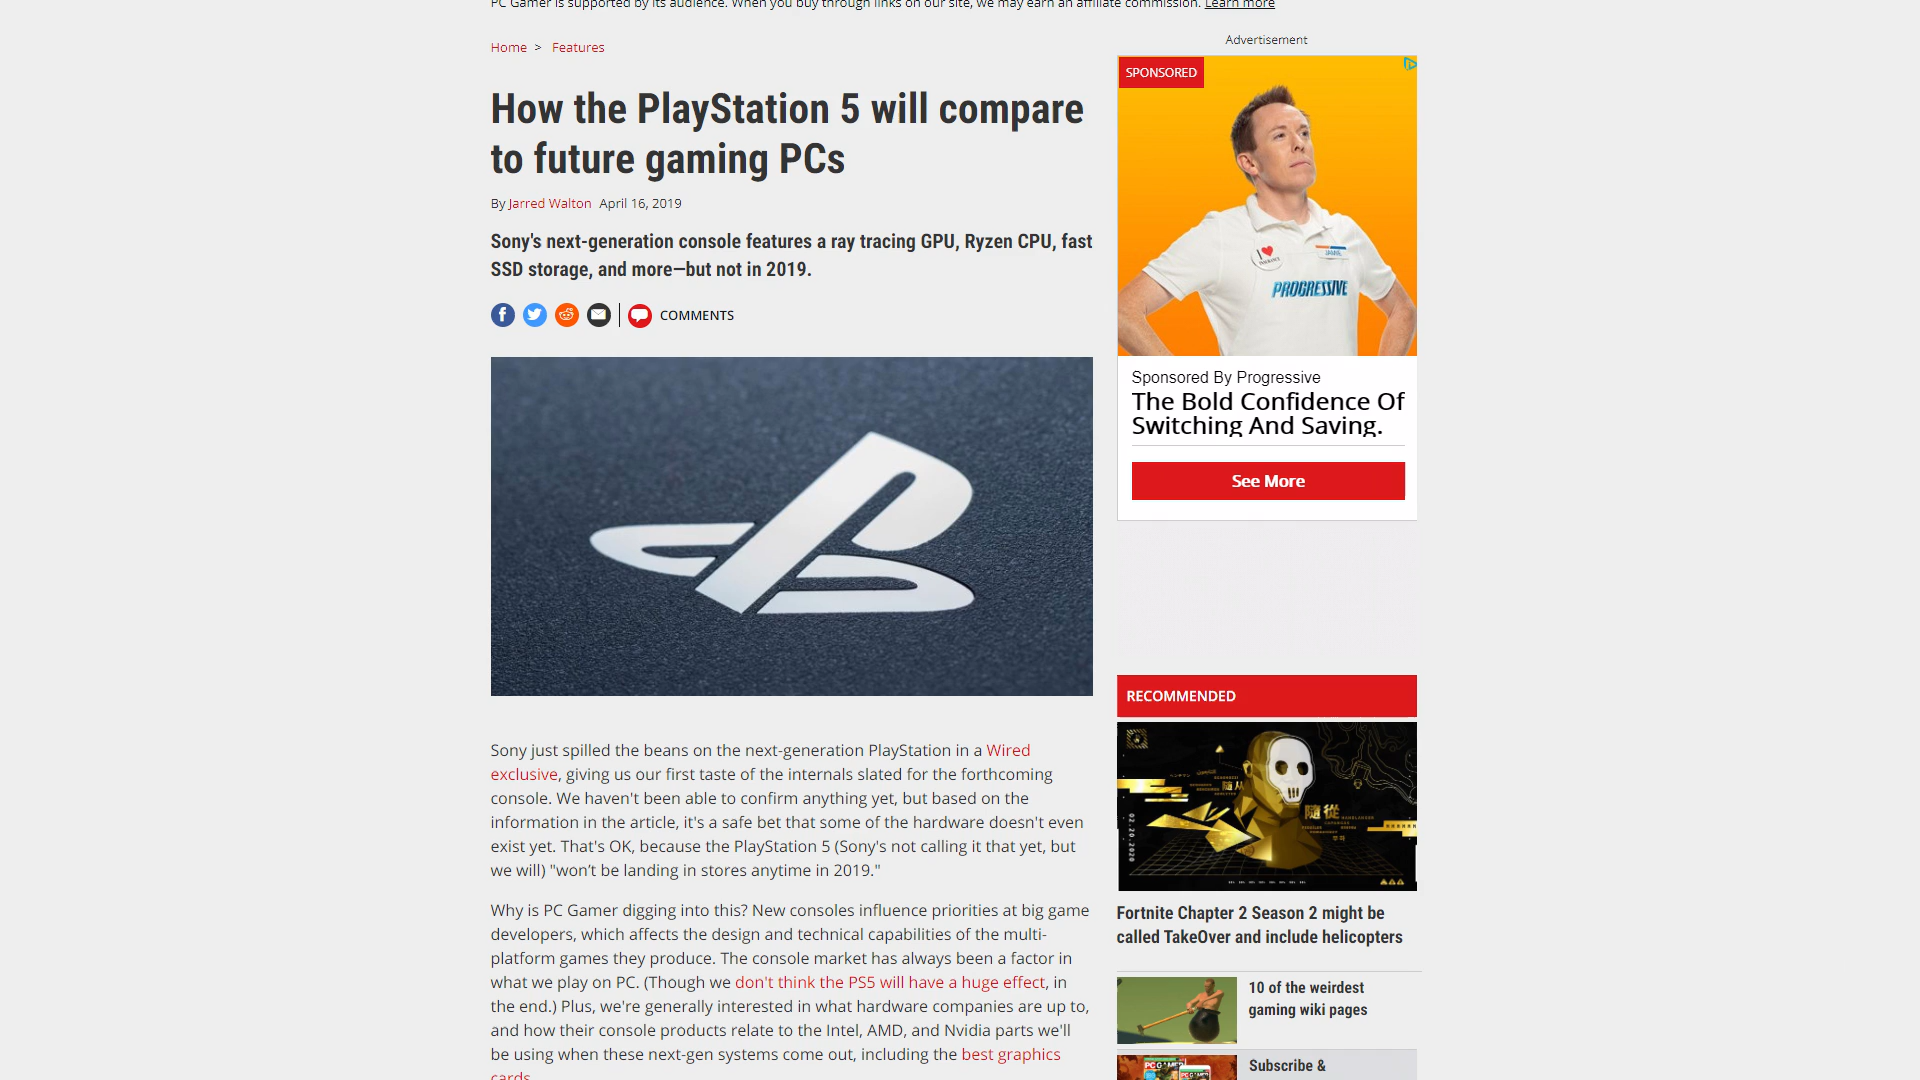 PC Gamer is supported by its audience. When you buy through links on our site, we may earn an affiliate commission. Learn more
Home > Features
How the PlayStation 5 will compare
to future gaming PCs
By Jarred Walton April 16, 2019
Sony's next-generation console features a ray tracing GPU, Ryzen CPU, fast
SSD storage, and more—but not in 2019.
COMMENTS
Sony just spilled the beans on the next-generation PlayStation in a Wired
exclusive, giving us our first taste of the internals slated for the forthcoming
console. We haven't been able to confirm anything yet, but based on the
information in the article, it's a safe bet that some of the hardware doesn't even
exist yet. That's OK, because the PlayStation 5 (Sony's not calling it that yet, but
we will) "won’t be landing in stores anytime in 2019."
Why is PC Gamer digging into this? New consoles influence priorities at big game
developers, which affects the design and technical capabilities of the multi-
platform games they produce. The console market has always been a factor in
what we play on PC. (Though we don't think the PS5 will have a huge effect, in
the end.) Plus, we're generally interested in what hardware companies are up to,
and how their console products relate to the Intel, AMD, and Nvidia parts we'll
be using when these next-gen systems come out, including the best graphics
cards
Advertisement
SPONSORED
I
INSURANCE
JAMIE
PROGRESSIVE
Sponsored By Progressive
The Bold Confidence Of
Switching And Saving.
See More
RECOMMENDED
隨從
隨從
02.20.2020
Fortnite Chapter 2 Season 2 might be
called TakeOver and include helicopters
10 of the weirdest
gaming wiki pages
PC GAMER
PC GAMER
Subscribe &